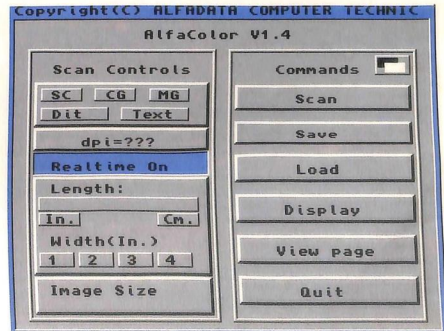 Copyright(C) ALFADATA COMPUTER TECHNIC
AlfaColor V1.4
Scan Controls
SC CG MG
Dit Text
dpi=???
Realtime On
Length:
In. Cm.
Width(In.)
1 2 3 4
Image Size
Commands
Scan
Save
Load
Display
View page
Quit